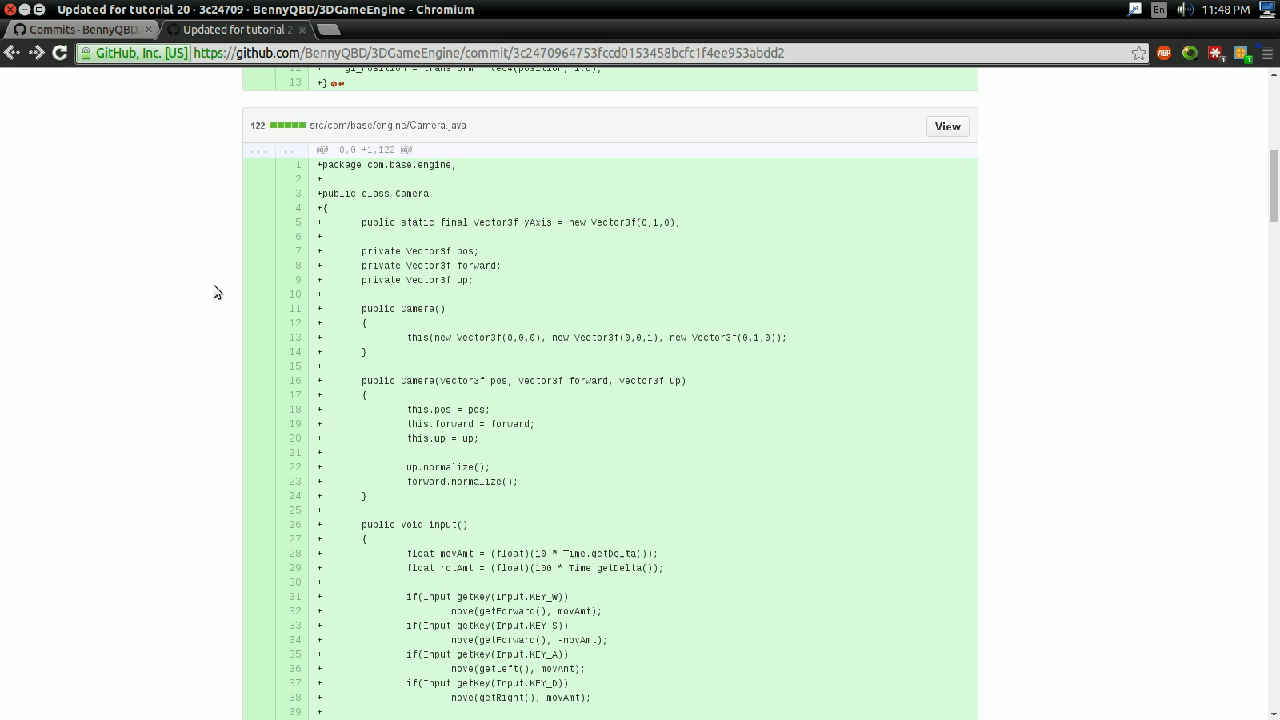 Updated for tutorial 20 · 3c24709 · BennyQBD/3DGameEngine - Chromium
En 11:48 PM
Commits · BennyQBD
Updated for tutorial 2
GitHub, Inc. [US] https://github.com/BennyQBD/3DGameEngine/commit/3c2470964753fccd0153458bcfc1f4ee953abdd2
13 +}
122 src/com/base/engine/Camera.java View
... .. @@ -0,0 +1,122 @@
1 +package com.base.engine;
2 +
3 +public class Camera
4 +{
5 + public static final Vector3f yAxis = new Vector3f(0,1,0);
6 +
7 + private Vector3f pos;
8 + private Vector3f forward;
9 + private Vector3f up;
10 +
11 + public Camera()
12 + {
13 + this(new Vector3f(0,0,0), new Vector3f(0,0,1), new Vector3f(0,1,0));
14 + }
15 +
16 + public Camera(Vector3f pos, Vector3f forward, Vector3f up)
17 + {
18 + this.pos = pos;
19 + this.forward = forward;
20 + this.up = up;
21 +
22 + up.normalize();
23 + forward.normalize();
24 + }
25 +
26 + public void input()
27 + {
28 + float movAmt = (float)(10 * Time.getDelta());
29 + float rotAmt = (float)(100 * Time.getDelta());
30 +
31 + if(Input.getKey(Input.KEY_W))
32 + move(getForward(), movAmt);
33 + if(Input.getKey(Input.KEY_S))
34 + move(getForward(), -movAmt);
35 + if(Input.getKey(Input.KEY_A))
36 + move(getLeft(), movAmt);
37 + if(Input.getKey(Input.KEY_D))
38 + move(getRight(), movAmt);
39 +